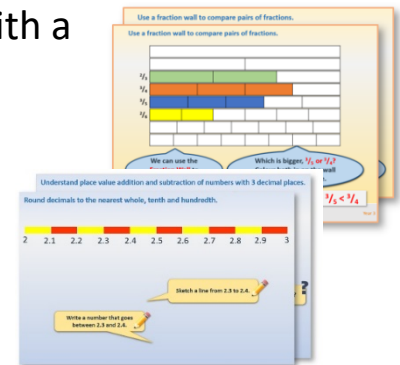 ith a
Use a fraction wall to compare pairs of fractions.
Use a fraction wall to compare pairs of fractions.
2/3
3/4
3/5
2/6
We can use the
Which is bigger, 3/5 or 3/4?
3/5 < 3/4
Understand place value addition and subtraction of numbers with 3 decimal places.
Round decimals to the nearest whole, tenth and hundredth.
2 2.1 2.2 2.3 2.4 2.5 2.6 2.7 2.8 2.9 3
Sketch a line from 2.3 to 2.4.
?
Write a number that goes
between 2.3 and 2.4.